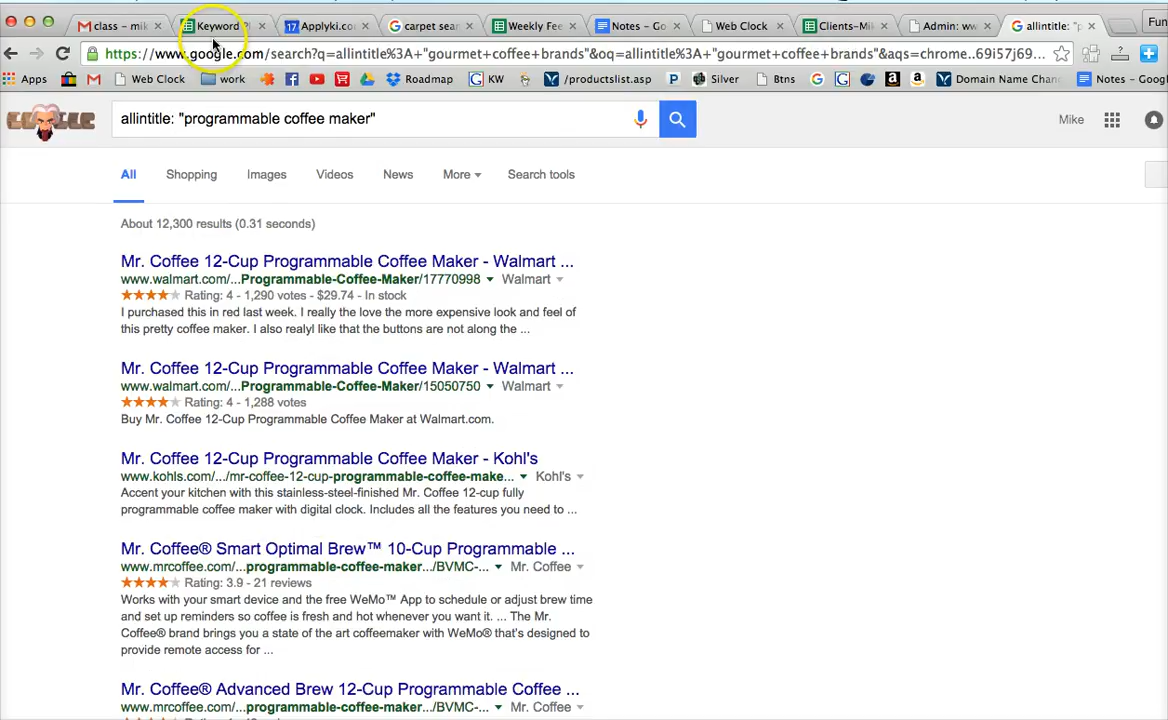 class - mik
Keyword P
17 Applyki.co
carpet sear
Weekly Fee
Notes - Go
Web Clock
Clients-Mik
Admin: ww
allintitle: "p
Fun
https://www.google.com/search?q=allintitle%3A+"gourmet+coffee+brands"&oq=allintitle%3A+"gourmet+coffee+brands"&aqs=chrome..69i57j69...
Apps
Web Clock
work
Roadmap
KW
/productslist.asp
Silver
Btns
Domain Name Chan
Notes - Googl
allintitle: "programmable coffee maker"
Mike
All Shopping Images Videos News More Search tools
About 12,300 results (0.31 seconds)
Mr. Coffee 12-Cup Programmable Coffee Maker - Walmart ...
www.walmart.com/...Programmable-Coffee-Maker/17770998 Walmart
Rating: 4 - 1,290 votes - $29.74 - In stock
I purchased this in red last week. I really the love the more expensive look and feel of
this pretty coffee maker. I also realyl like that the buttons are not along the ...
Mr. Coffee 12-Cup Programmable Coffee Maker - Walmart ...
www.walmart.com/...Programmable-Coffee-Maker/15050750 Walmart
Rating: 4 - 1,288 votes
Buy Mr. Coffee 12-Cup Programmable Coffee Maker at Walmart.com.
Mr. Coffee 12-Cup Programmable Coffee Maker - Kohl's
www.kohls.com/.../mr-coffee-12-cup-programmable-coffee-make... Kohl's
Accent your kitchen with this stainless-steel-finished Mr. Coffee 12-cup fully
programmable coffee maker with digital clock. Includes all the features you need to ...
Mr. Coffee® Smart Optimal Brew™ 10-Cup Programmable ...
www.mrcoffee.com/...programmable-coffee-maker.../BVMC-... Mr. Coffee
Rating: 3.9 - 21 reviews
Works with your smart device and the free WeMo™ App to schedule or adjust brew time
and set up reminders so coffee is fresh and hot whenever you want it. ... The Mr.
Coffee® brand brings you a state of the art coffeemaker with WeMo® that's designed to
provide remote access for ...
Mr. Coffee® Advanced Brew 12-Cup Programmable Coffee ...
www.mrcoffee.com/...programmable-coffee-maker.../BVMC-... Mr. Coffee